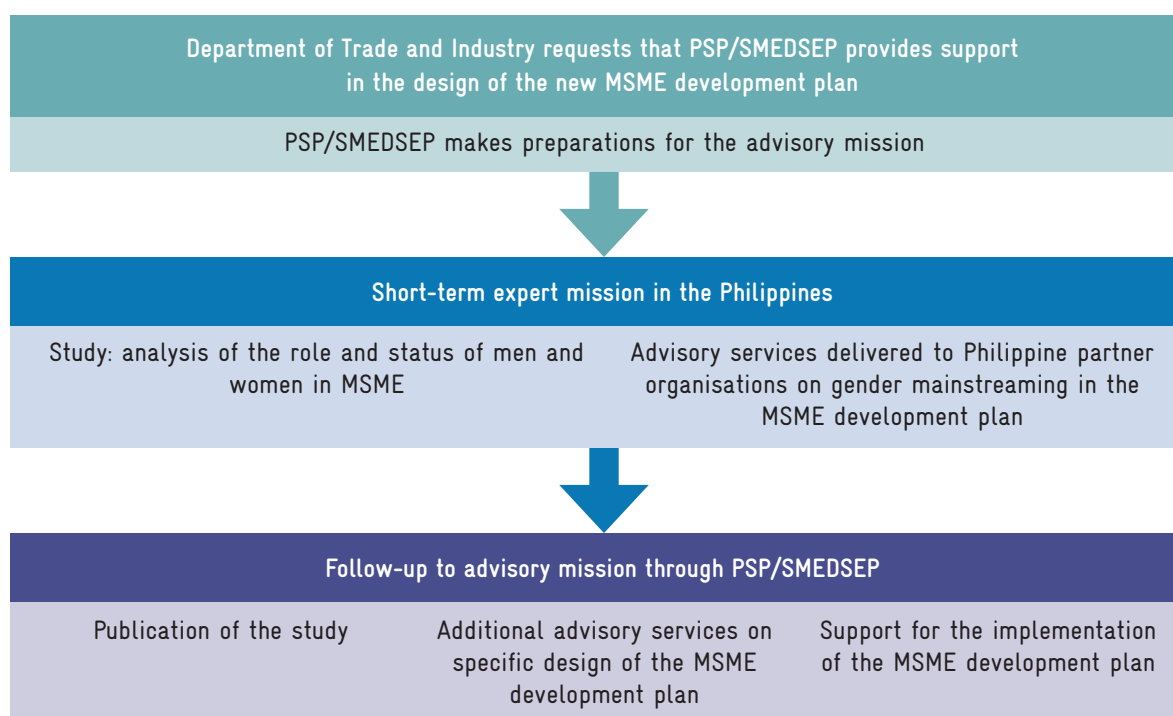 Department of Trade and Industry requests that PSP/SMEDSEP provides support
in the design of the new MSME development plan
PSP/SMEDSEP makes preparations for the advisory mission
Short-term expert mission in the Philippines
Study: analysis of the role and status of men and
women in MSME
Advisory services delivered to Philippine partner
organisations on gender mainstreaming in the
MSME development plan
Follow-up to advisory mission through PSP/SMEDSEP
Publication of the study
Additional advisory services on
specific design of the MSME
development plan
Support for the implementation
of the MSME development plan